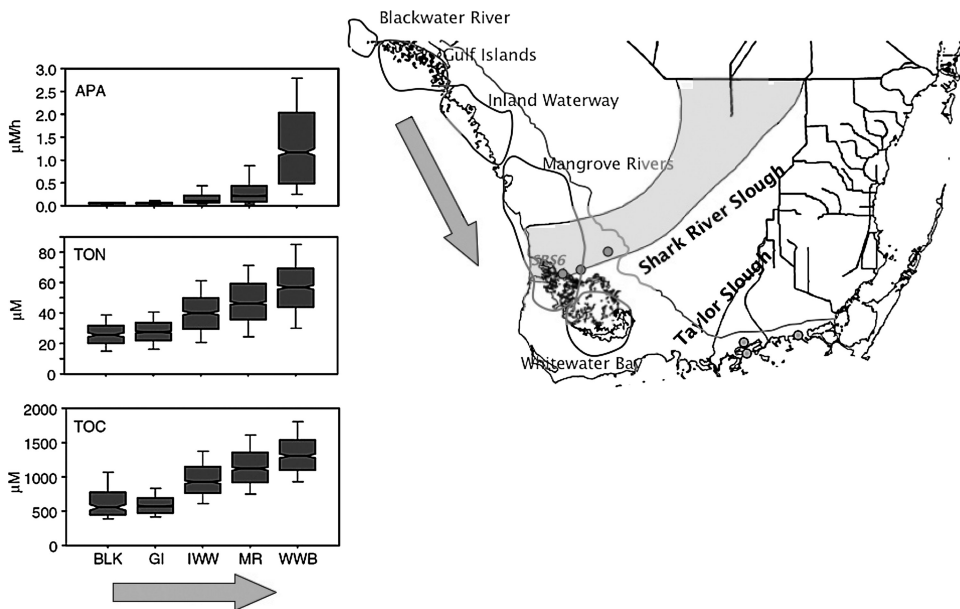 APA
3.0
2.5
2.0
1.5
1.0
0.5
0.0
µM/h
TON
80
60
40
20
0
µM
TOC
2000
1500
1000
500
0
µM
BLK GI IWW MR WWB
Blackwater River
Gulf Islands
Inland Waterway
Mangrove Rivers
Shark River Slough
SRS6
Taylor Slough
Whitewater Bay